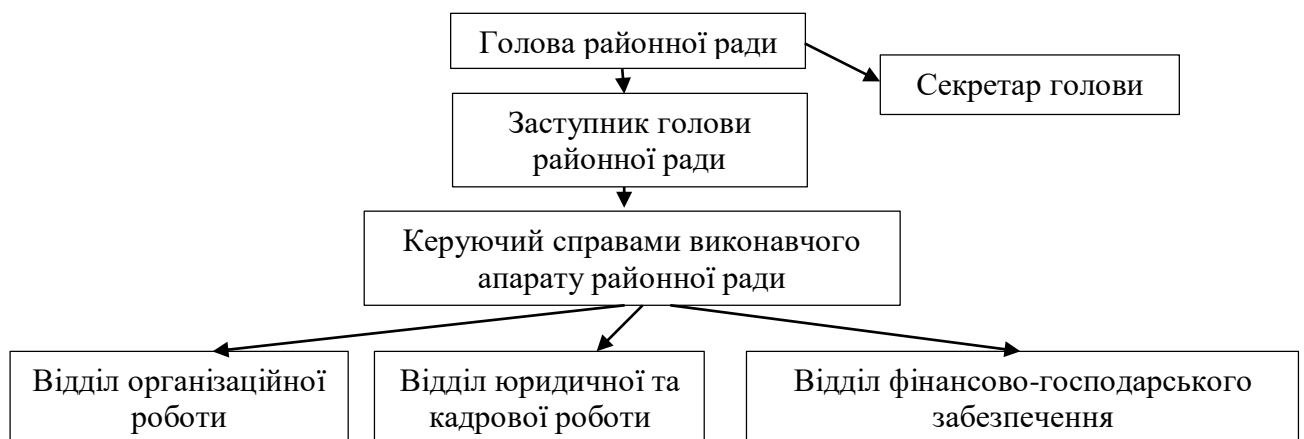 Голова районної ради
Секретар голови
Заступник голови
районної ради
Керуючий справами виконавчого
апарату районної ради
Відділ організаційної
роботи
Відділ юридичної та
кадрової роботи
Відділ фінансово-господарського
забезпечення